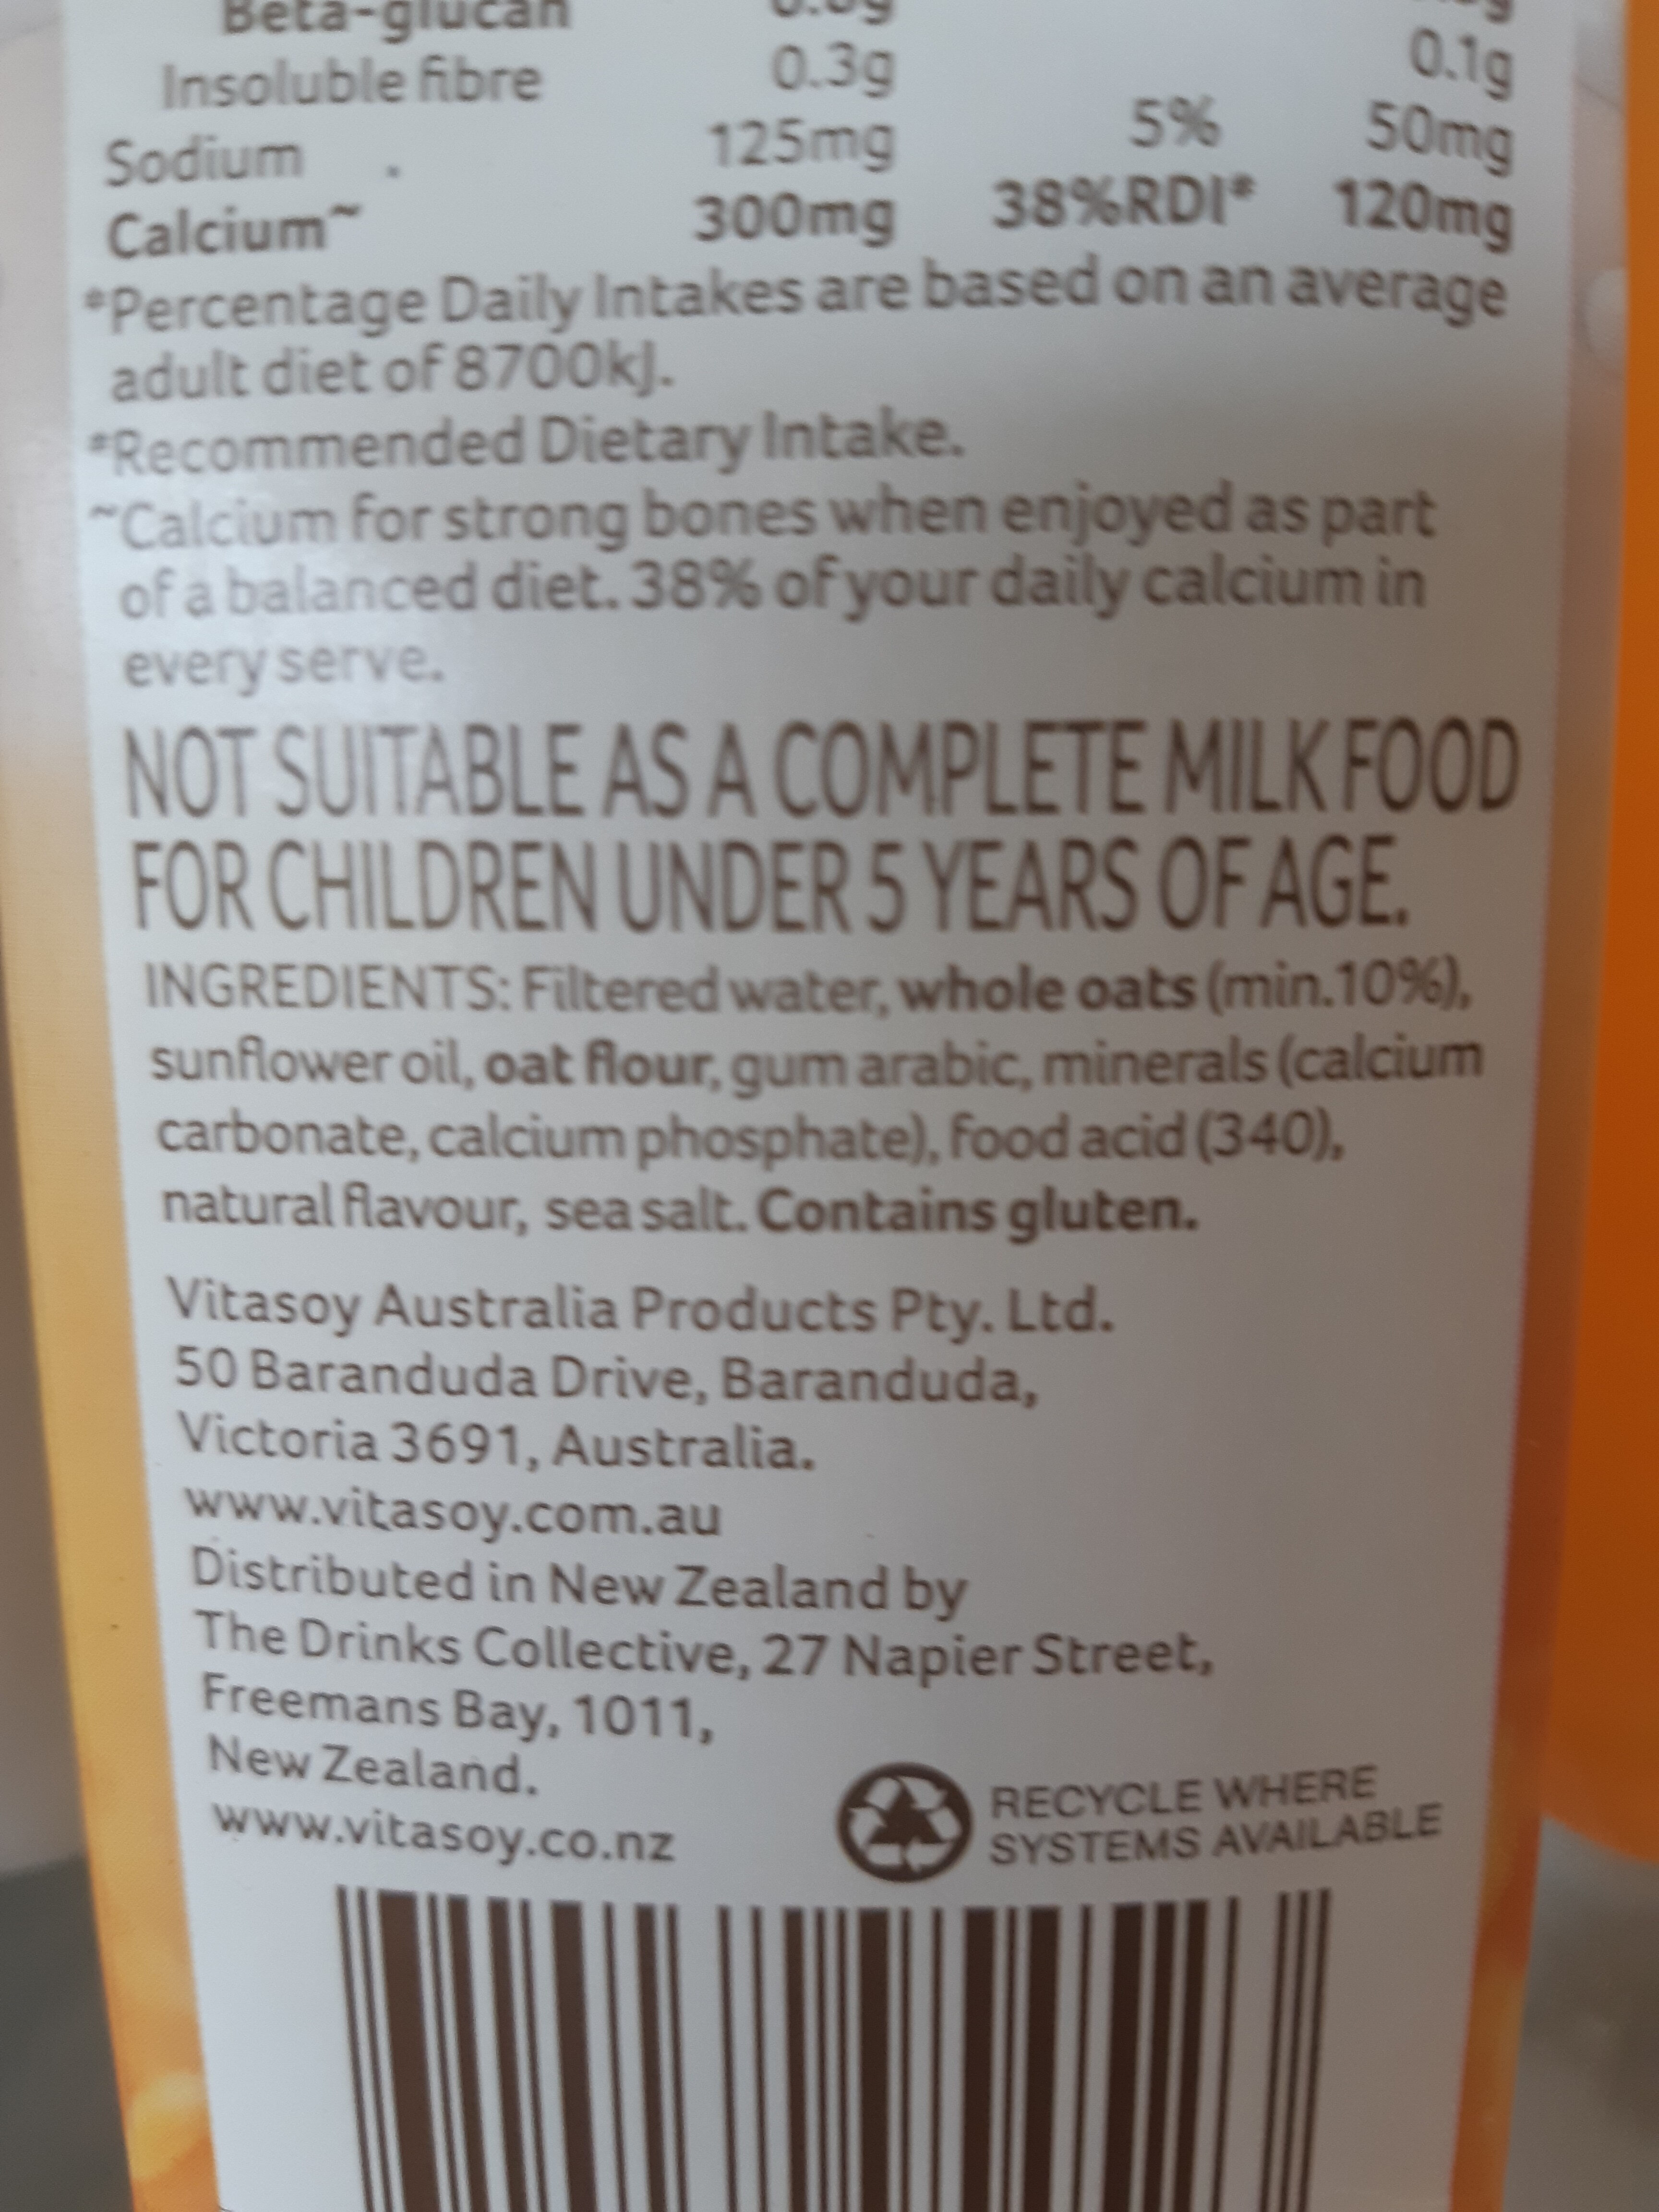 Beta-glucan
Insoluble fibre 0.3g 0.1g
Sodium 125mg 5% 50mg
Calcium~ 300mg 38%RDI# 120mg
*Percentage Daily Intakes are based on an average
adult diet of 8700kJ.
#Recommended Dietary Intake.
~Calcium for strong bones when enjoyed as part
of a balanced diet. 38% of your daily calcium in
every serve.
NOT SUITABLE AS A COMPLETE MILK FOOD
FOR CHILDREN UNDER 5 YEARS OF AGE.
INGREDIENTS: Filtered water, whole oats (min.10%),
sunflower oil, oat flour, gum arabic, minerals (calcium
carbonate, calcium phosphate), food acid (340),
natural flavour, sea salt. Contains gluten.
Vitasoy Australia Products Pty. Ltd.
50 Baranduda Drive, Baranduda,
Victoria 3691, Australia.
www.vitasoy.com.au
Distributed in New Zealand by
The Drinks Collective, 27 Napier Street,
Freemans Bay, 1011,
New Zealand.
www.vitasoy.co.nz
RECYCLE WHERE
SYSTEMS AVAILABLE